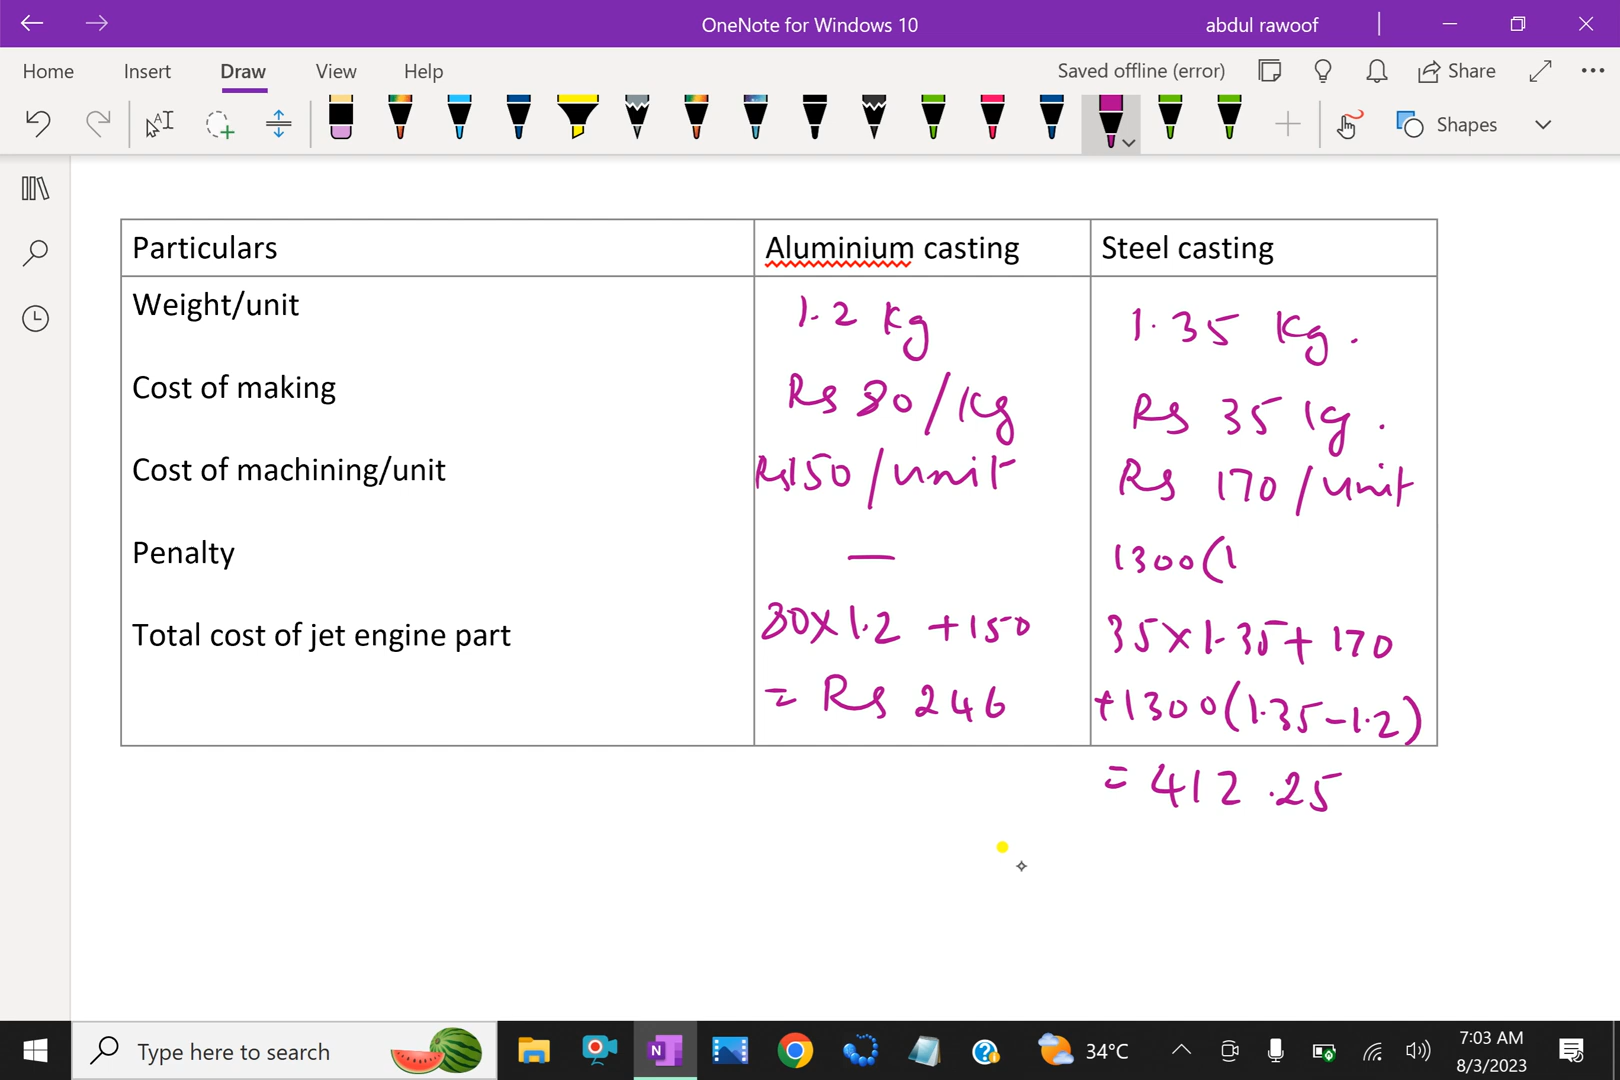 OneNote for Windows 10
abdul rawoof
Home Insert Draw View Help
Saved offline (error)
Share
Shapes
Particulars Aluminium casting Steel casting
Weight/unit 1.2 kg 1.35 Kg.
Cost of making Rs 80/Kg Rs 35 kg.
Cost of machining/unit Rs150/unit Rs 170/unit
Penalty — 1300(1
Total cost of jet engine part 80×1.2 +150 35×1.35+170
= Rs 246 +1300(1.35-1.2)
= 412.25
Type here to search
34°C
7:03 AM
8/3/2023